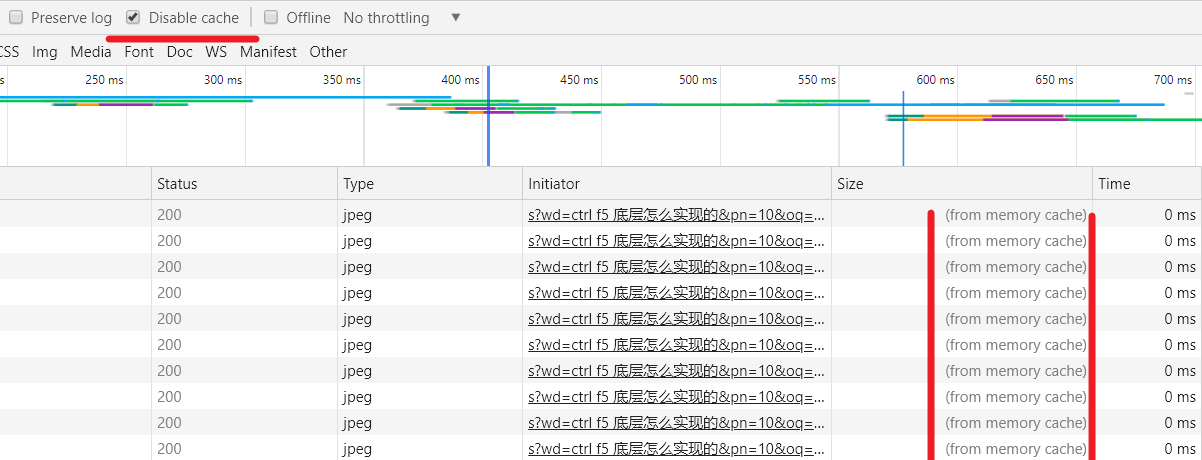 Preserve log Disable cache Offline No throttling ▼
CSS Img Media Font Doc WS Manifest Other
250 ms 300 ms 350 ms 400 ms 450 ms 500 ms 550 ms 600 ms 650 ms 700 ms
Status Type Initiator Size Time
200 jpeg s?wd=ctrl f5 底层怎么实现的&pn=10&oq=... (from memory cache) 0 ms
200 jpeg s?wd=ctrl f5 底层怎么实现的&pn=10&oq=... (from memory cache) 0 ms
200 jpeg s?wd=ctrl f5 底层怎么实现的&pn=10&oq=... (from memory cache) 0 ms
200 jpeg s?wd=ctrl f5 底层怎么实现的&pn=10&oq=... (from memory cache) 0 ms
200 jpeg s?wd=ctrl f5 底层怎么实现的&pn=10&oq=... (from memory cache) 0 ms
200 jpeg s?wd=ctrl f5 底层怎么实现的&pn=10&oq=... (from memory cache) 0 ms
200 jpeg s?wd=ctrl f5 底层怎么实现的&pn=10&oq=... (from memory cache) 0 ms
200 jpeg s?wd=ctrl f5 底层怎么实现的&pn=10&oq=... (from memory cache) 0 ms
200 jpeg s?wd=ctrl f5 底层怎么实现的&pn=10&oq=... (from memory cache) 0 ms
200 jpeg s?wd=ctrl f5 底层怎么实现的&pn=10&oq=... (from memory cache) 0 ms